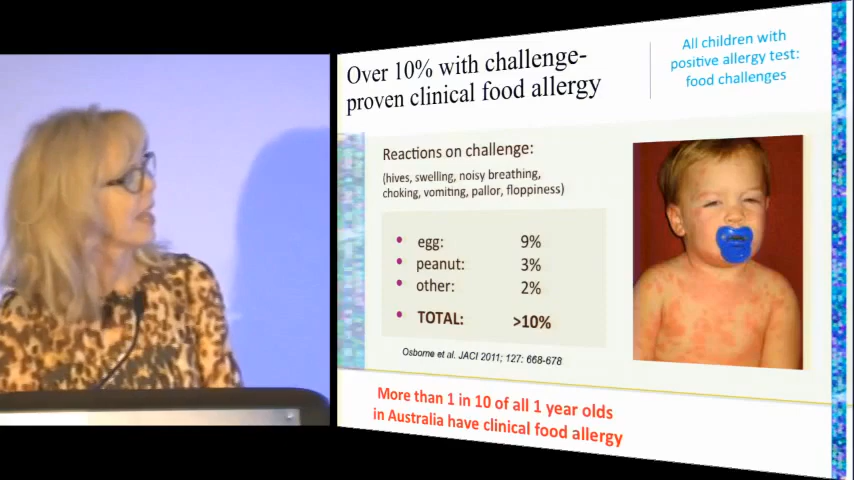 Over 10% with challenge-
proven clinical food allergy
All children with
positive allergy test:
food challenges
Reactions on challenge:
(hives, swelling, noisy breathing,
choking, vomiting, pallor, floppiness)
• egg: 9%
• peanut: 3%
• other: 2%
• TOTAL: >10%
Osborne et al. JACI 2011; 127: 668-678
More than 1 in 10 of all 1 year olds
in Australia have clinical food allergy